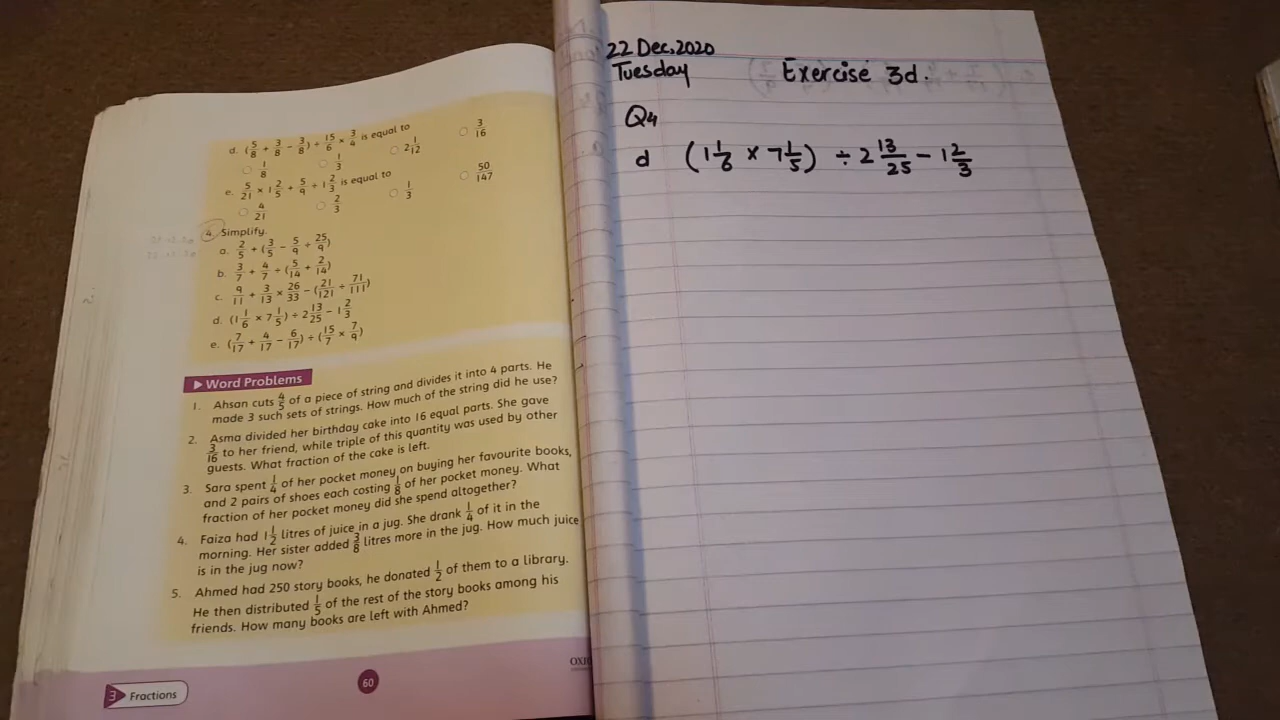 d. (5/8 + 3/8 − 3/8) ÷ 15/6 × 3/4 is equal to
1/8 1/3 2 1/12 3/16
e. 5/21 × 1 2/5 + 5/9 ÷ 1 2/3 is equal to
4/21 2/3 1/3 50/147
4. Simplify.
a. 2/5 + (3/5 − 5/9 ÷ 25/9)
b. 3/7 + 4/7 ÷ (5/14 + 2/14)
c. 9/11 + 3/13 × 26/33 − (21/121 ÷ 71/111)
d. (1 1/6 × 7 1/5) ÷ 2 13/25 − 1 2/3
e. (7/17 + 4/17 − 6/17) ÷ (15/7 × 7/9)
Word Problems
1. Ahsan cuts 4/5 of a piece of string and divides it into 4 parts. He
made 3 such sets of strings. How much of the string did he use?
2. Asma divided her birthday cake into 16 equal parts. She gave
3/16 to her friend, while triple of this quantity was used by other
guests. What fraction of the cake is left.
3. Sara spent 1/4 of her pocket money on buying her favourite books,
and 2 pairs of shoes each costing 1/8 of her pocket money. What
fraction of her pocket money did she spend altogether?
4. Faiza had 1 1/2 litres of juice in a jug. She drank 1/4 of it in the
morning. Her sister added 3/8 litres more in the jug. How much juice
is in the jug now?
5. Ahmed had 250 story books, he donated 1/2 of them to a library.
He then distributed 1/5 of the rest of the story books among his
friends. How many books are left with Ahmed?
3 Fractions
60
22 Dec, 2020
Tuesday Exercise 3d.
Q4
d (1 1/6 × 7 1/5) ÷ 2 13/25 − 1 2/3